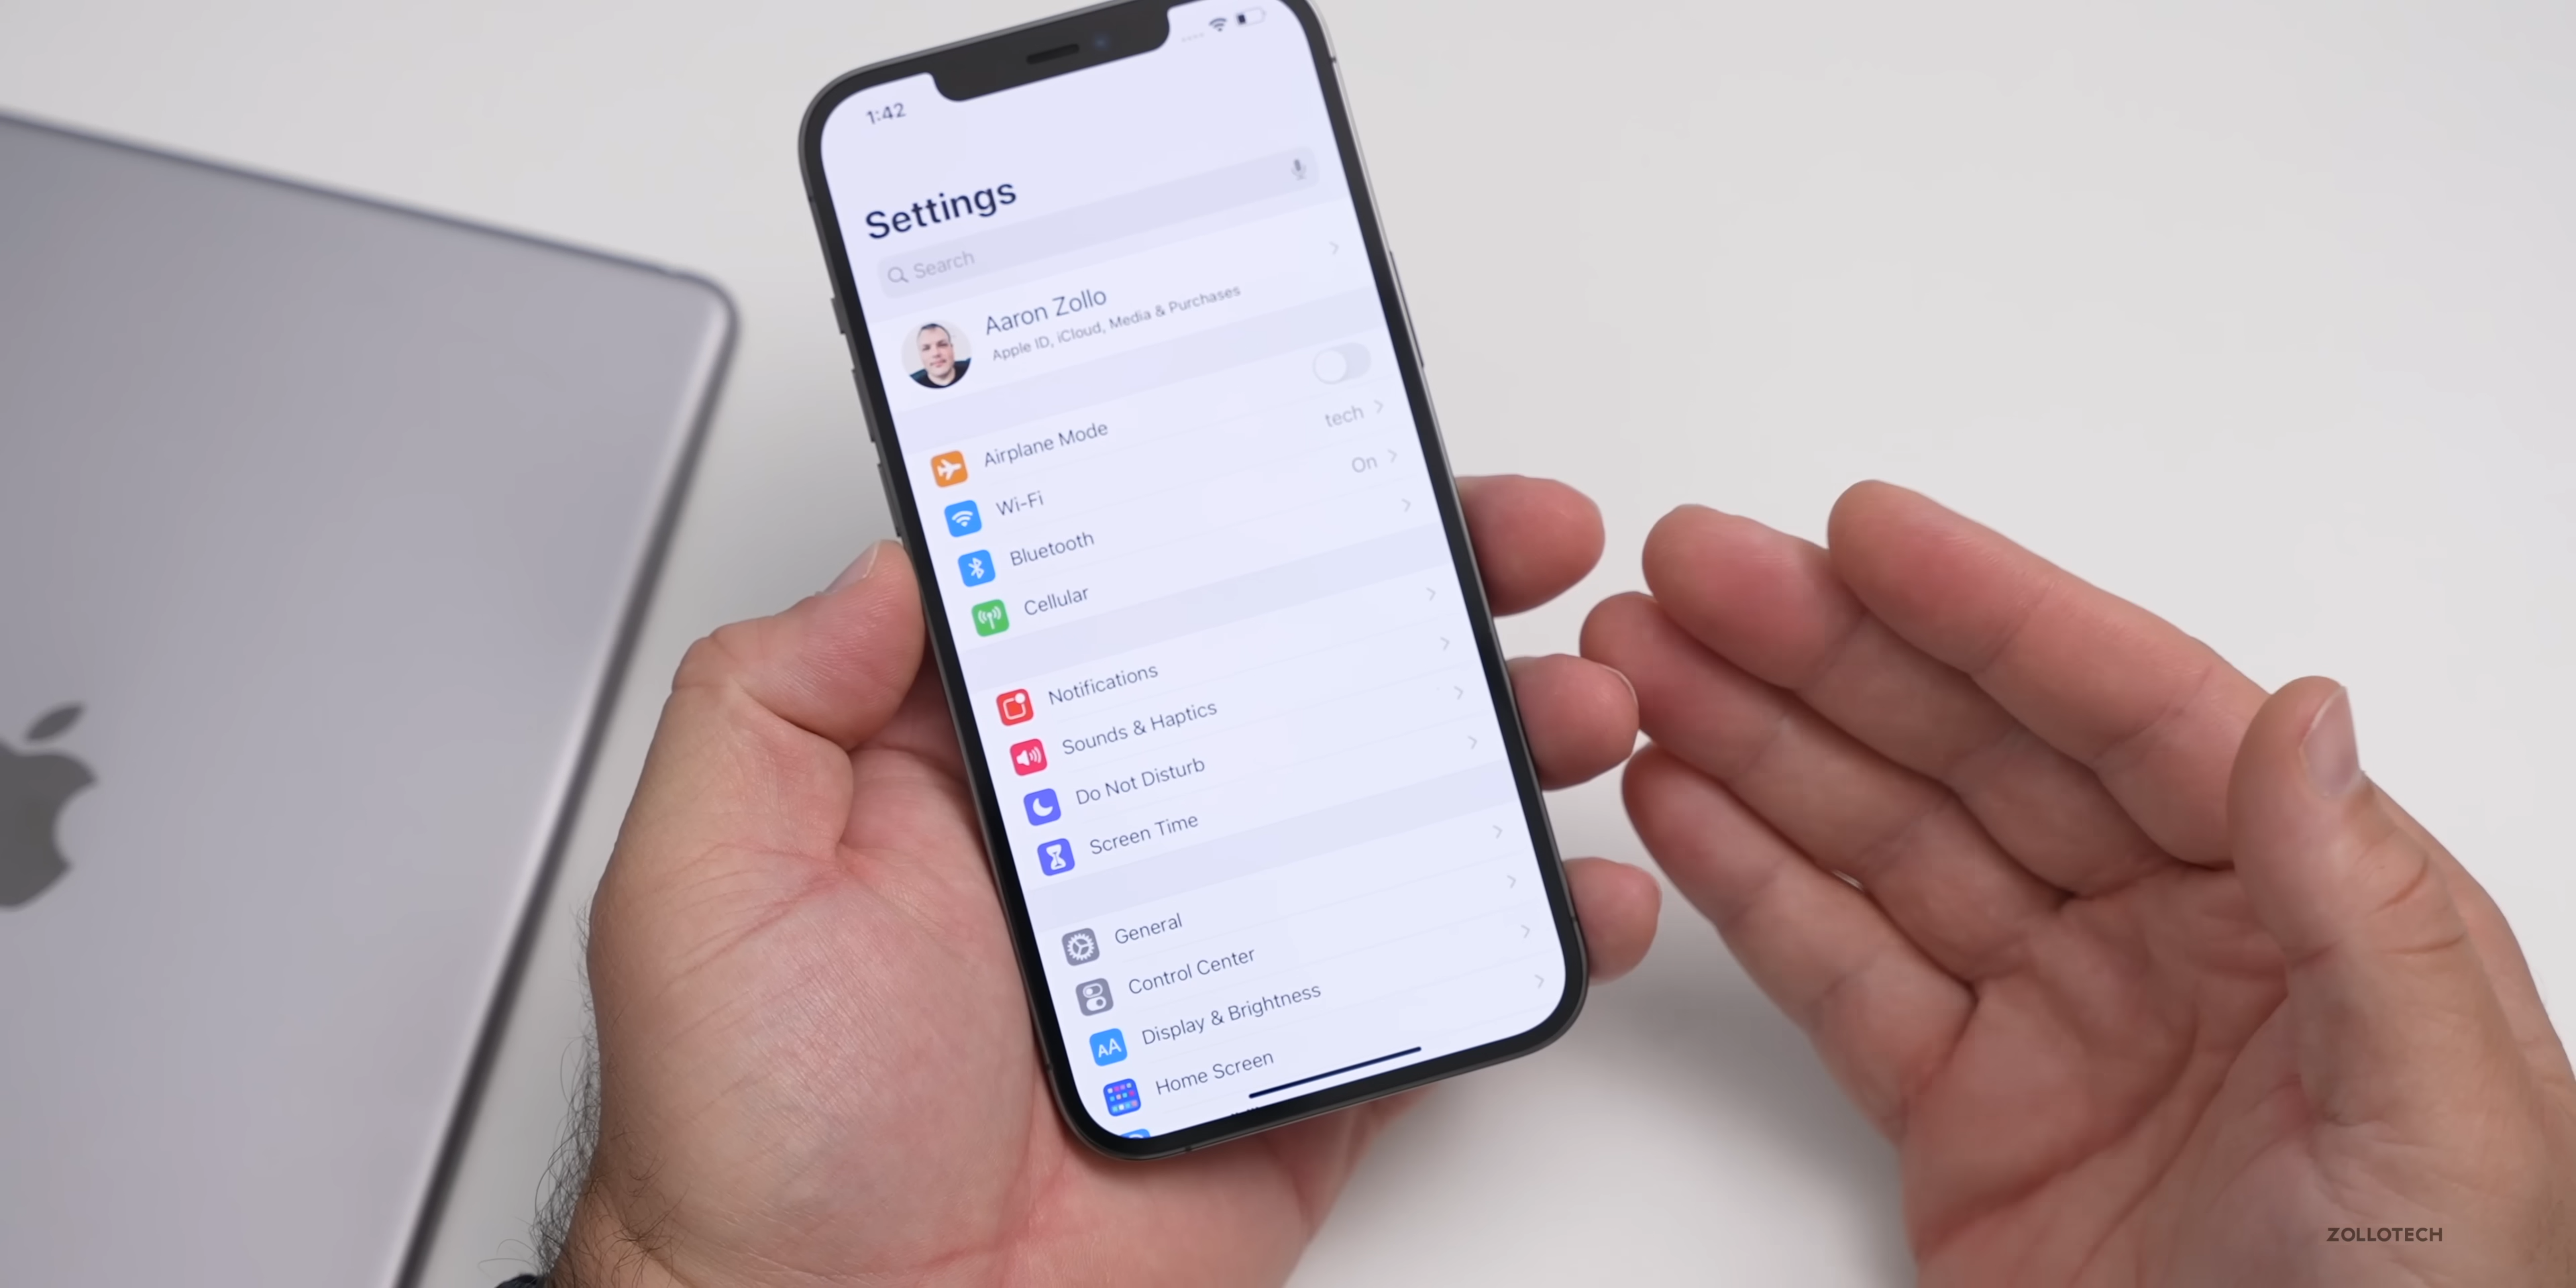 1:42
Settings
Search
Aaron Zollo
Apple ID, iCloud, Media & Purchases
Airplane Mode
Wi-Fi tech
Bluetooth On
Cellular
Notifications
Sounds & Haptics
Do Not Disturb
Screen Time
General
Control Center
AA Display & Brightness
Home Screen
ZOLLOTECH